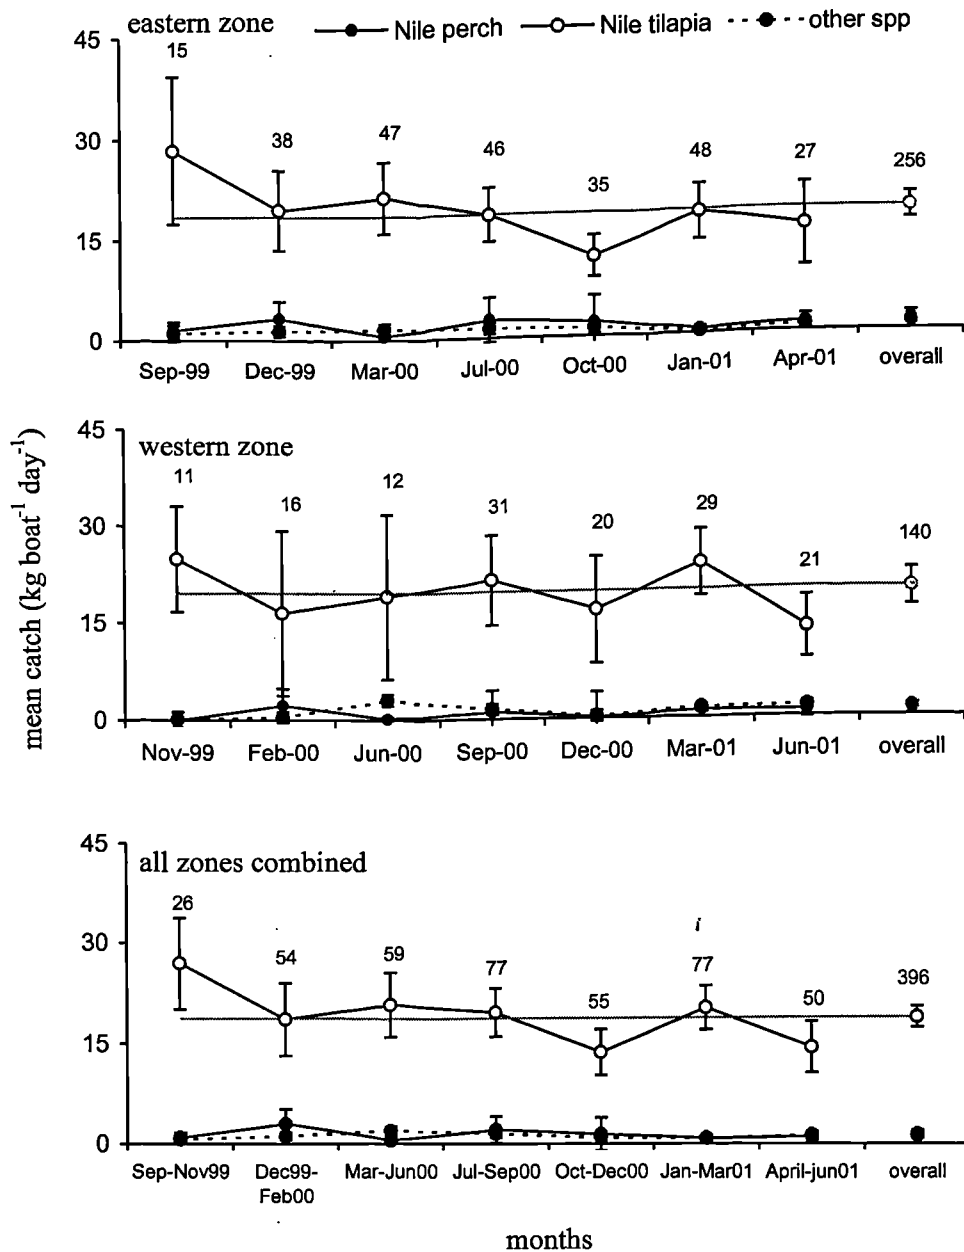 eastern zone Nile perch Nile tilapia other spp
45
15
30
38 47 46 35 48 27 256
15
0
Sep-99 Dec-99 Mar-00 Jul-00 Oct-00 Jan-01 Apr-01 overall
mean catch (kg boat⁻¹ day⁻¹)
45
western zone
11 16 12 31 20 29 21 140
30
15
0
Nov-99 Feb-00 Jun-00 Sep-00 Dec-00 Mar-01 Jun-01 overall
45
all zones combined
26 54 59 77 55 77 50 396
i
30
15
0
Sep-Nov99 Dec99- Mar-Jun00 Jul-Sep00 Oct-Dec00 Jan-Mar01 April-jun01 overall
Feb00
months